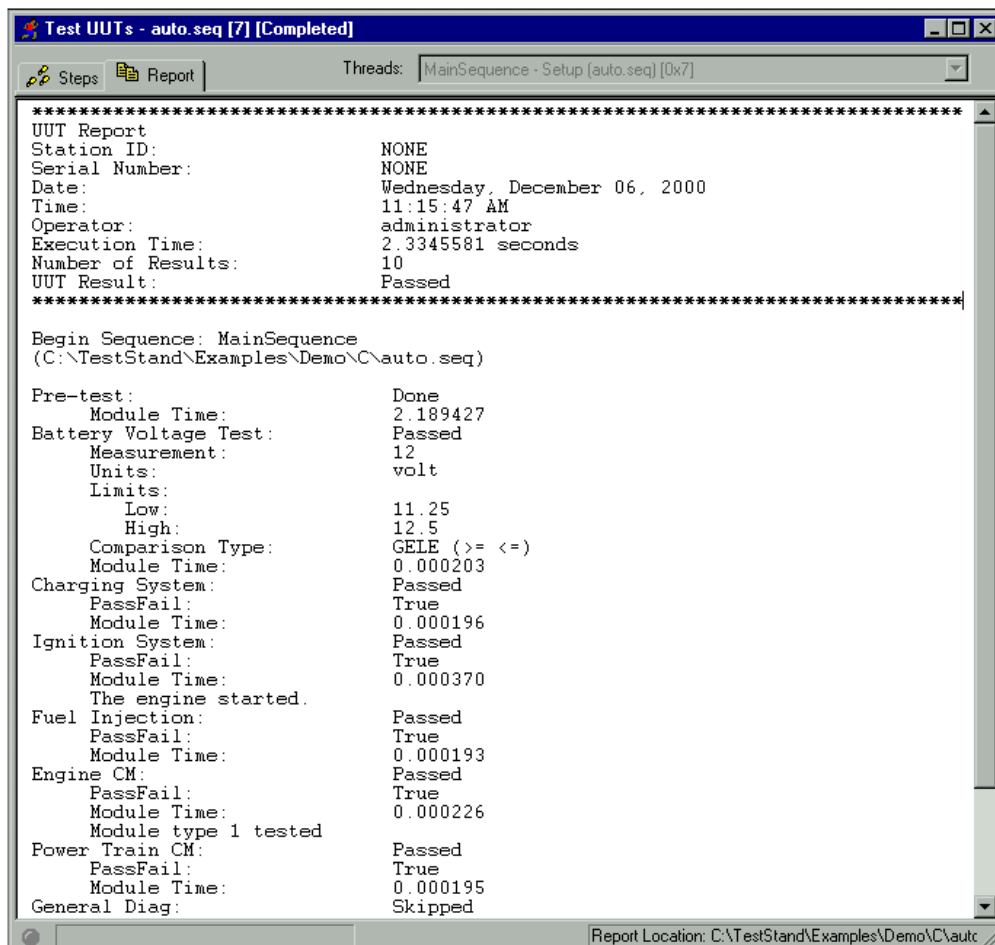 Test UUTs - auto.seq [7] [Completed]
Steps Report Threads: MainSequence - Setup (auto.seq) [0x7]
********************************************************************************
UUT Report
Station ID: NONE
Serial Number: NONE
Date: Wednesday, December 06, 2000
Time: 11:15:47 AM
Operator: administrator
Execution Time: 2.3345581 seconds
Number of Results: 10
UUT Result: Passed
********************************************************************************
Begin Sequence: MainSequence
(C:\TestStand\Examples\Demo\C\auto.seq)
Pre-test: Done
Module Time: 2.189427
Battery Voltage Test: Passed
Measurement: 12
Units: volt
Limits:
Low: 11.25
High: 12.5
Comparison Type: GELE (>= <=)
Module Time: 0.000203
Charging System: Passed
PassFail: True
Module Time: 0.000196
Ignition System: Passed
PassFail: True
Module Time: 0.000370
The engine started.
Fuel Injection: Passed
PassFail: True
Module Time: 0.000193
Engine CM: Passed
PassFail: True
Module Time: 0.000226
Module type 1 tested
Power Train CM: Passed
PassFail: True
Module Time: 0.000195
General Diag: Skipped
Report Location: C:\TestStand\Examples\Demo\C\autc